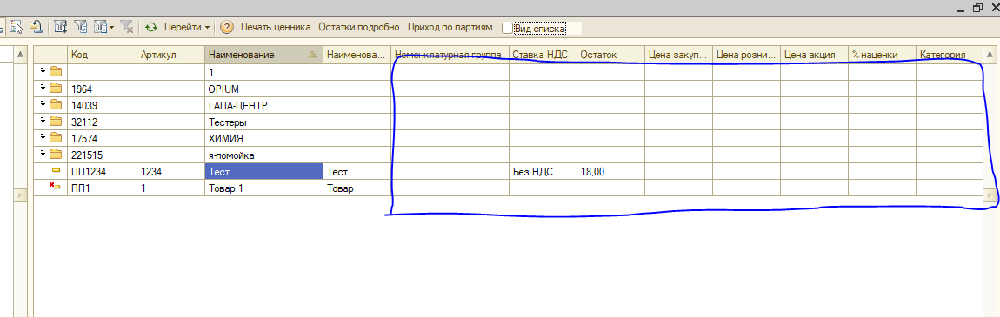 Перейти Печать ценника Остатки подробно Приход по партиям Вид списка
Код Артикул Наименование Наименова... Номенклатурная группа Ставка НДС Остаток Цена закуп... Цена розни... Цена акция % наценки Категория
1
1964 OPIUM
14039 ГАЛА-ЦЕНТР
32112 Тестеры
17574 ХИМИЯ
221515 я-помойка
ПП1234 1234 Тест Тест Без НДС 18,00
ПП1 1 Товар 1 Товар